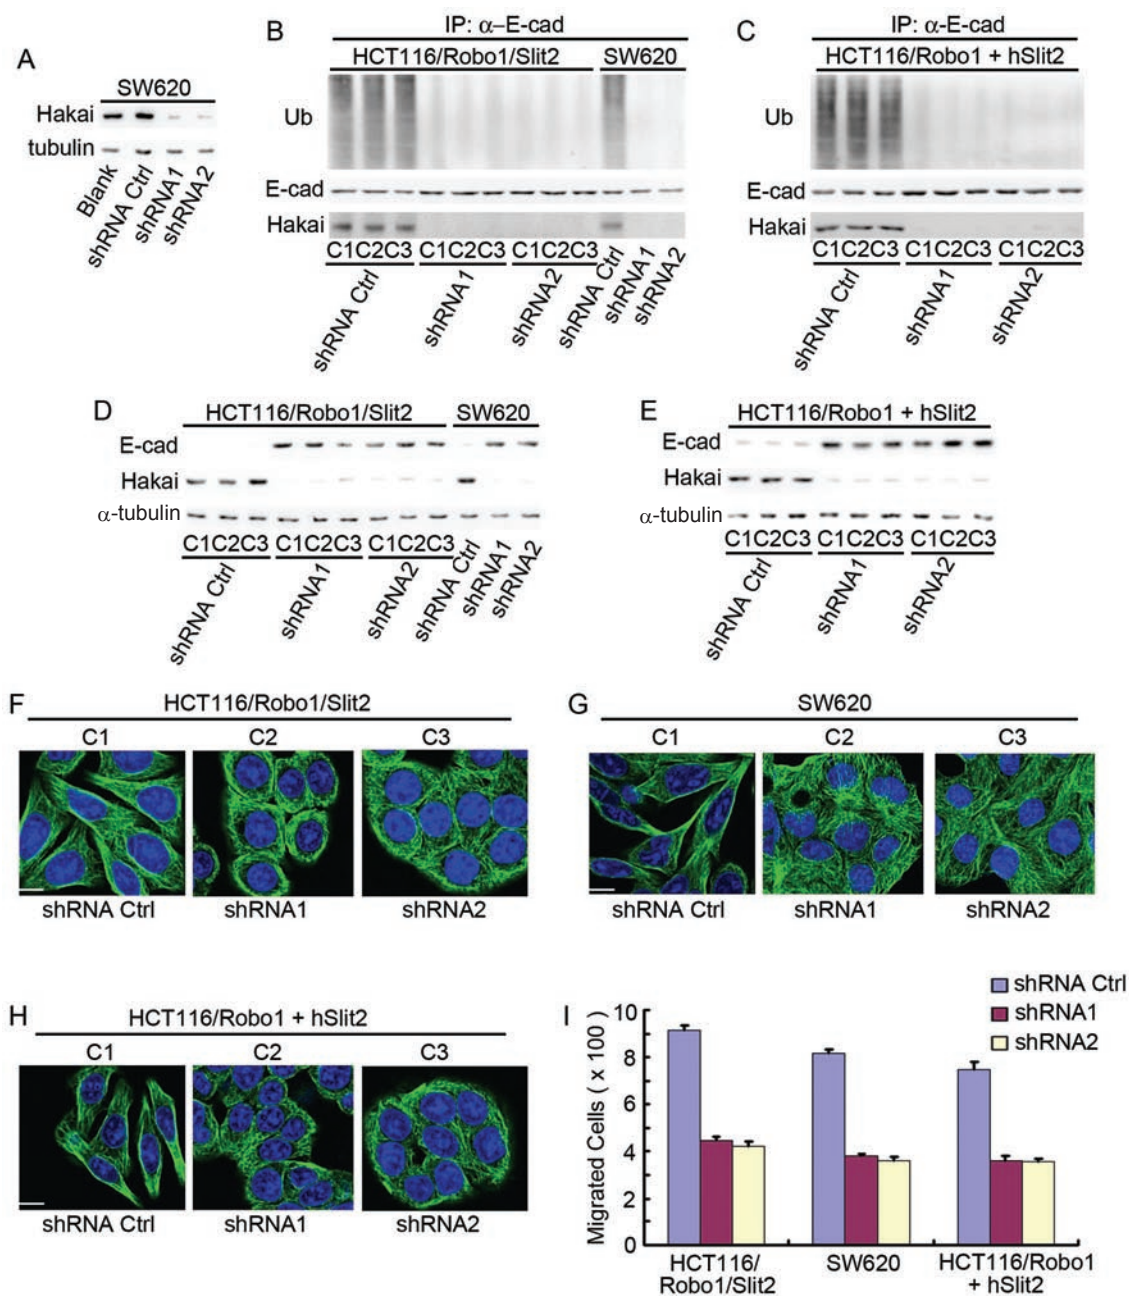 A
SW620
Hakai
tubulin
Blank
shRNA Ctrl
shRNA1
shRNA2
B
IP: α–E-cad
HCT116/Robo1/Slit2
SW620
Ub
E-cad
Hakai
C1C2C3
C1C2C3
C1C2C3
shRNA Ctrl
shRNA1
shRNA2
shRNA Ctrl
shRNA1
shRNA2
C
IP: α-E-cad
HCT116/Robo1 + hSlit2
Ub
E-cad
Hakai
C1C2C3
C1C2C3
C1C2C3
shRNA Ctrl
shRNA1
shRNA2
D
HCT116/Robo1/Slit2
SW620
E-cad
Hakai
α-tubulin
C1C2C3
C1C2C3
C1C2C3
shRNA Ctrl
shRNA1
shRNA2
shRNA Ctrl
shRNA1
shRNA2
E
HCT116/Robo1 + hSlit2
E-cad
Hakai
α-tubulin
C1C2C3
C1C2C3
C1C2C3
shRNA Ctrl
shRNA1
shRNA2
F
HCT116/Robo1/Slit2
C1
C2
C3
shRNA Ctrl
shRNA1
shRNA2
G
SW620
C1
C2
C3
shRNA Ctrl
shRNA1
shRNA2
H
HCT116/Robo1 + hSlit2
C1
C2
C3
shRNA Ctrl
shRNA1
shRNA2
I
shRNA Ctrl
shRNA1
shRNA2
Migrated Cells ( x 100 )
10
8
6
4
2
0
HCT116/
Robo1/Slit2
SW620
HCT116/Robo1
+ hSlit2